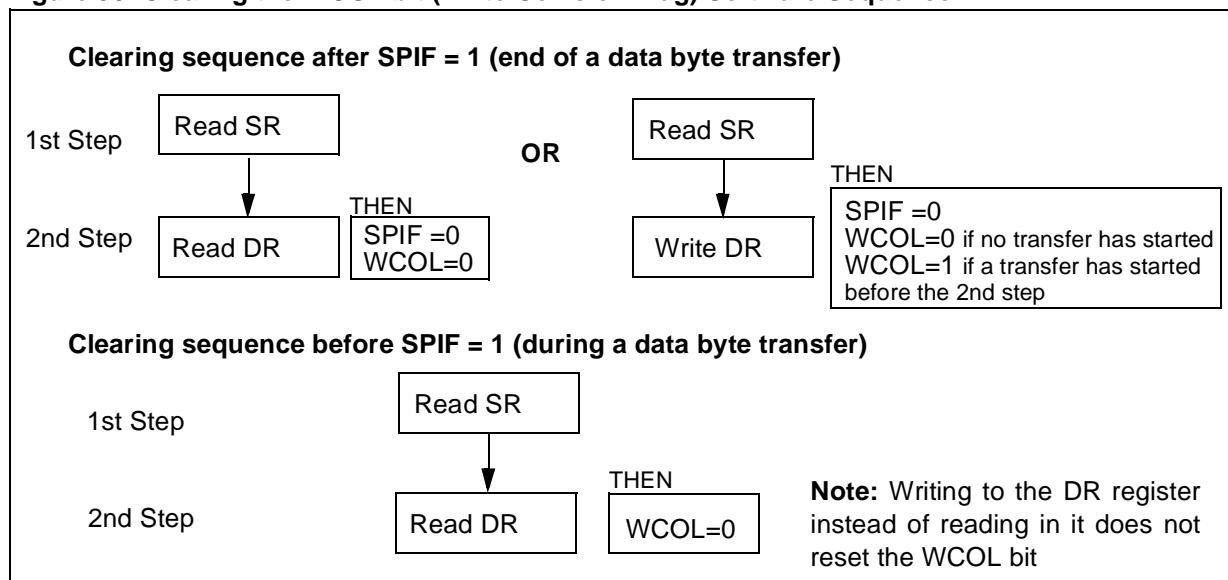 Clearing sequence after SPIF = 1 (end of a data byte transfer)
1st Step
Read SR
OR
Read SR
THEN
2nd Step
Read DR
THEN
SPIF =0
WCOL=0
Write DR
SPIF =0
WCOL=0 if no transfer has started
WCOL=1 if a transfer has started
before the 2nd step
Clearing sequence before SPIF = 1 (during a data byte transfer)
1st Step
Read SR
2nd Step
Read DR
THEN
WCOL=0
Note: Writing to the DR register
instead of reading in it does not
reset the WCOL bit